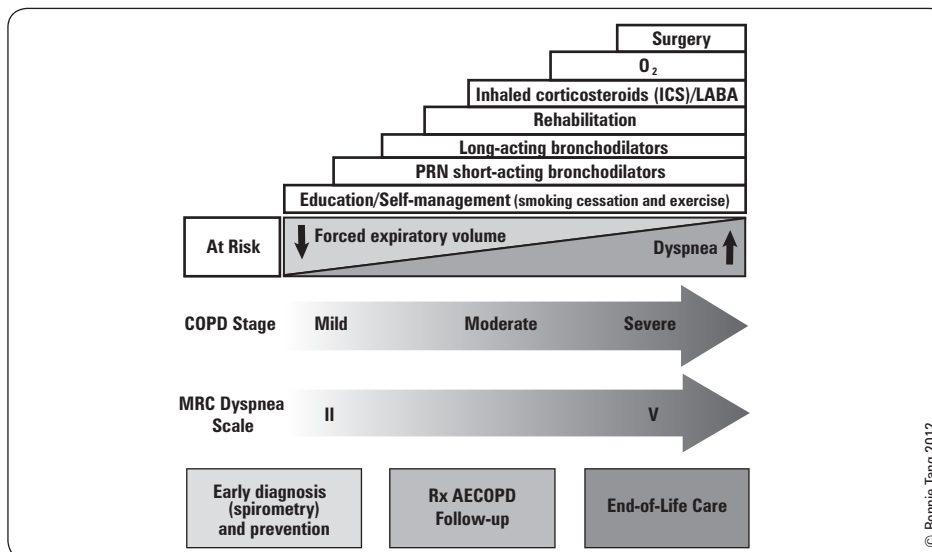 Surgery
O₂
Inhaled corticosteroids (ICS)/LABA
Rehabilitation
Long-acting bronchodilators
PRN short-acting bronchodilators
Education/Self-management (smoking cessation and exercise)
At Risk
Forced expiratory volume
Dyspnea
COPD Stage
Mild
Moderate
Severe
MRC Dyspnea
Scale
II
V
Early diagnosis
(spirometry)
and prevention
Rx AECOPD
Follow-up
End-of-Life Care
© Ronnie Tang 2012